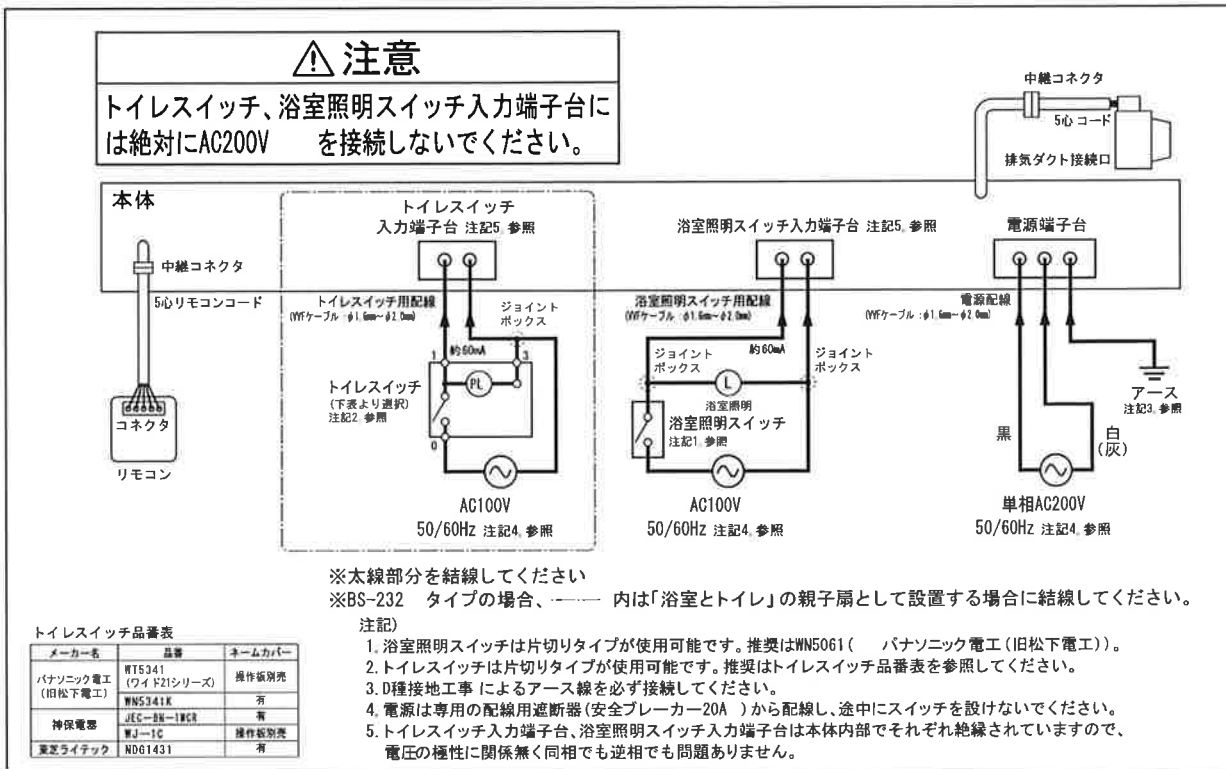 ⚠注意
トイレスイッチ、浴室照明スイッチ入力端子台に
は絶対にAC200V を接続しないでください。
中継コネクタ
5心コード
排気ダクト接続口
本体
トイレスイッチ
入力端子台 注記5.参照
浴室照明スイッチ入力端子台 注記5.参照
電源端子台
中継コネクタ
5心リモコンコード
トイレスイッチ用配線
(VVFケーブル:φ1.6mm~φ2.0mm)
ジョイント
ボックス
浴室照明スイッチ用配線
(VVFケーブル:φ1.6mm~φ2.0mm)
電源配線
(VVFケーブル:φ1.6mm~φ2.0mm)
1
約60mA
3
PL
0
トイレスイッチ
(下表より選択)
注記2.参照
約60mA
ジョイント
ボックス
ジョイント
ボックス
L
浴室照明
浴室照明スイッチ
注記1.参照
アース
注記3.参照
黒
白
(灰)
コネクタ
リモコン
AC100V
50/60Hz 注記4.参照
AC100V
50/60Hz 注記4.参照
単相AC200V
50/60Hz 注記4.参照
※太線部分を結線してください
※BS-232 タイプの場合、 内は「浴室とトイレ」の親子扇として設置する場合に結線してください。
注記)
1.浴室照明スイッチは片切りタイプが使用可能です。推奨はWN5061( パナソニック電工(旧松下電工))。
2.トイレスイッチは片切りタイプが使用可能です。推奨はトイレスイッチ品番表を参照してください。
3.D種接地工事 によるアース線を必ず接続してください。
4.電源は専用の配線用遮断器(安全ブレーカー20A )から配線し、途中にスイッチを設けないでください。
5.トイレスイッチ入力端子台、浴室照明スイッチ入力端子台は本体内部でそれぞれ絶縁されていますので、
電圧の極性に関係無く同相でも逆相でも問題ありません。
トイレスイッチ品番表
メーカー名 品番 ネームカバー
パナソニック電工
(旧松下電工)
WT5341
(ワイド21シリーズ)
操作板別売
WN5341K 有
神保電器
JEC-BN-1WCR 有
WJ-1C 操作板別売
東芝ライテック NDG1431 有